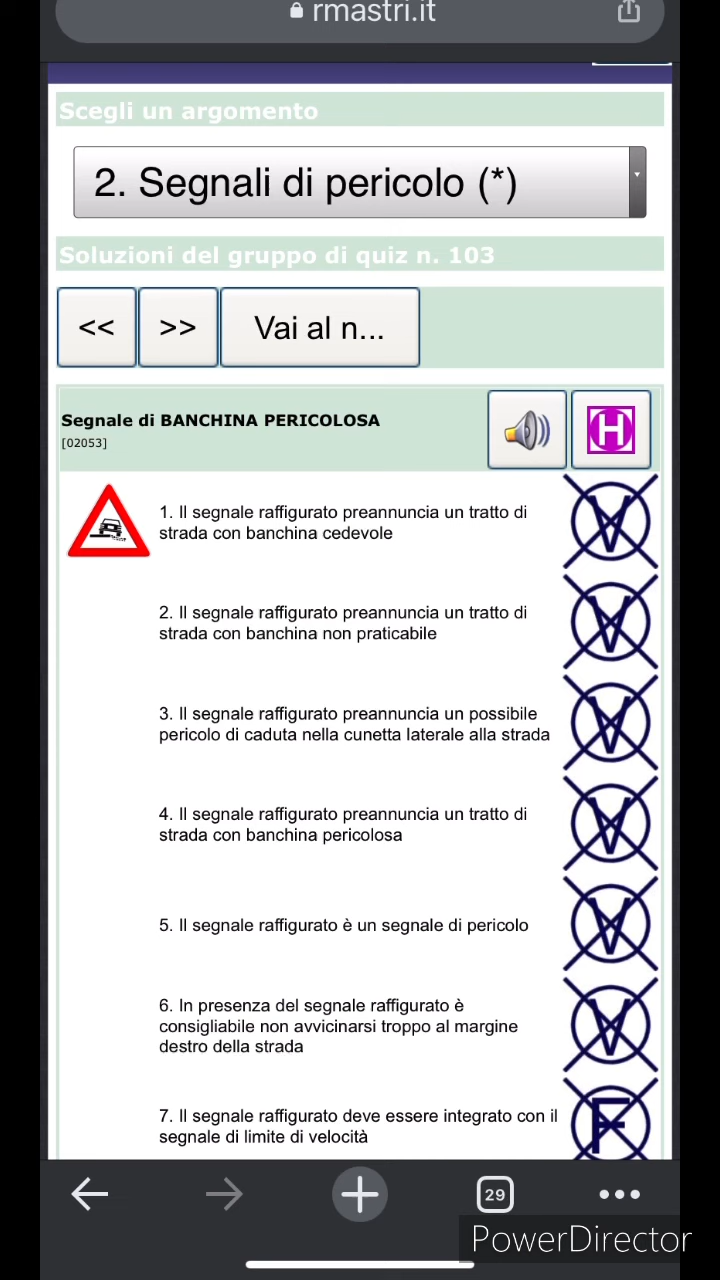 rmastri.it
Scegli un argomento
2. Segnali di pericolo (*)
Soluzioni del gruppo di quiz n. 103
<< >> Vai al n...
Segnale di BANCHINA PERICOLOSA
[02053]
H
1. Il segnale raffigurato preannuncia un tratto di
strada con banchina cedevole
V
2. Il segnale raffigurato preannuncia un tratto di
strada con banchina non praticabile
V
3. Il segnale raffigurato preannuncia un possibile
pericolo di caduta nella cunetta laterale alla strada
V
4. Il segnale raffigurato preannuncia un tratto di
strada con banchina pericolosa
V
5. Il segnale raffigurato è un segnale di pericolo
V
6. In presenza del segnale raffigurato è
consigliabile non avvicinarsi troppo al margine
destro della strada
V
7. Il segnale raffigurato deve essere integrato con il
segnale di limite di velocità
F
29
PowerDirector